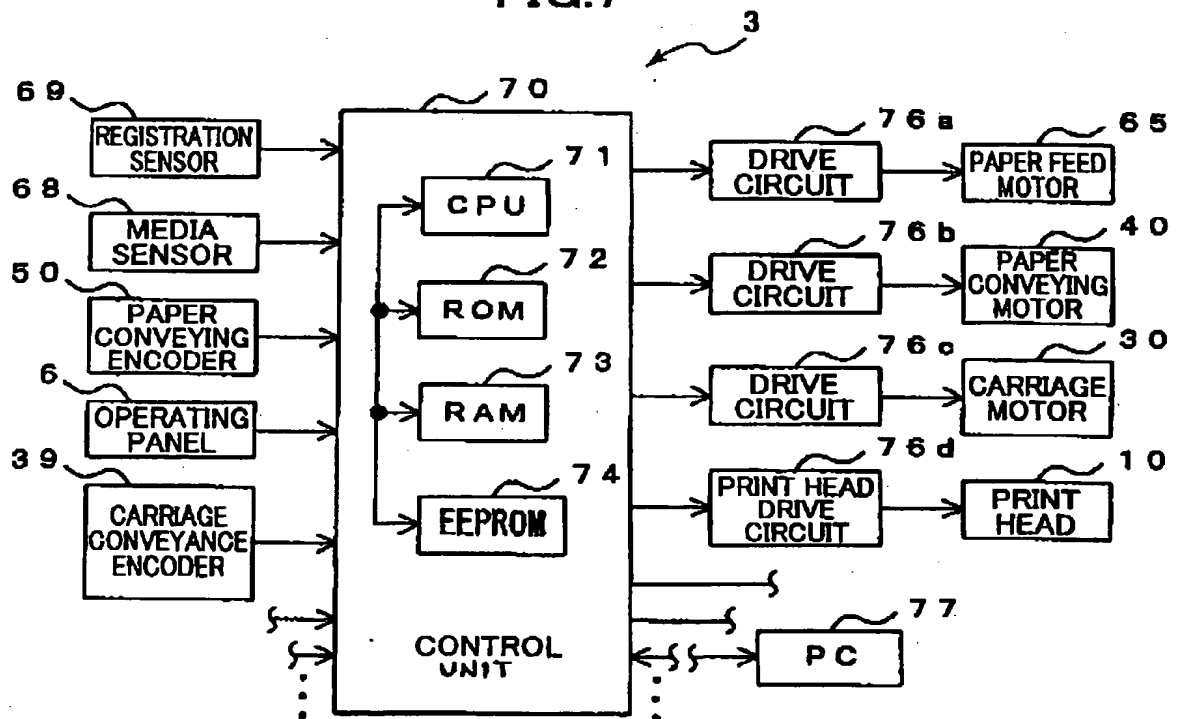 FIG.7
3
69
REGISTRATION
SENSOR
68
MEDIA
SENSOR
50
PAPER
CONVEYING
ENCODER
6
OPERATING
PANEL
39
CARRIAGE
CONVEYANCE
ENCODER
70
71
CPU
72
ROM
73
RAM
74
EEPROM
CONTROL
UNIT
76a
DRIVE
CIRCUIT
65
PAPER FEED
MOTOR
76b
DRIVE
CIRCUIT
40
PAPER
CONVEYING
MOTOR
76c
DRIVE
CIRCUIT
30
CARRIAGE
MOTOR
76d
PRINT HEAD
DRIVE
CIRCUIT
10
PRINT
HEAD
77
PC